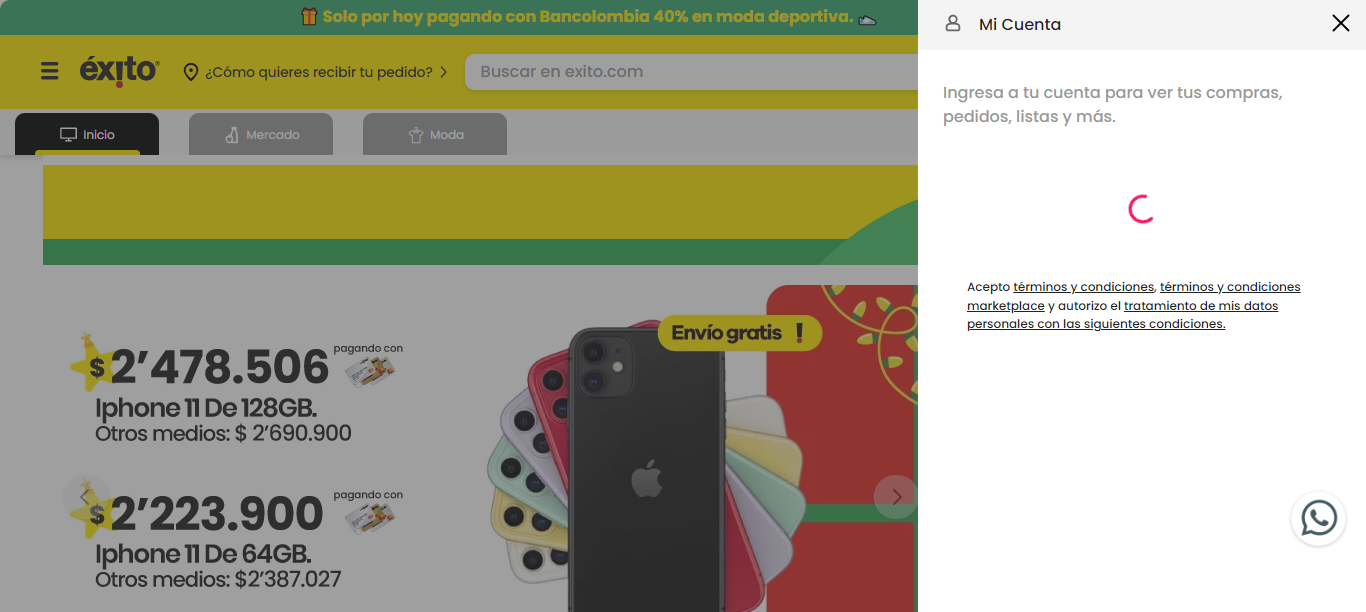 Solo por hoy pagando con Bancolombia 40% en moda deportiva.
éxito
¿Cómo quieres recibir tu pedido?
Buscar en exito.com
Inicio
Mercado
Moda
Envío gratis !
$2’478.506
pagando con
Iphone 11 De 128GB.
Otros medios: $ 2’690.900
$2’223.900
pagando con
Iphone 11 De 64GB.
Otros medios: $2’387.027
Mi Cuenta
Ingresa a tu cuenta para ver tus compras,
pedidos, listas y más.
Acepto términos y condiciones, términos y condiciones
marketplace y autorizo el tratamiento de mis datos
personales con las siguientes condiciones.